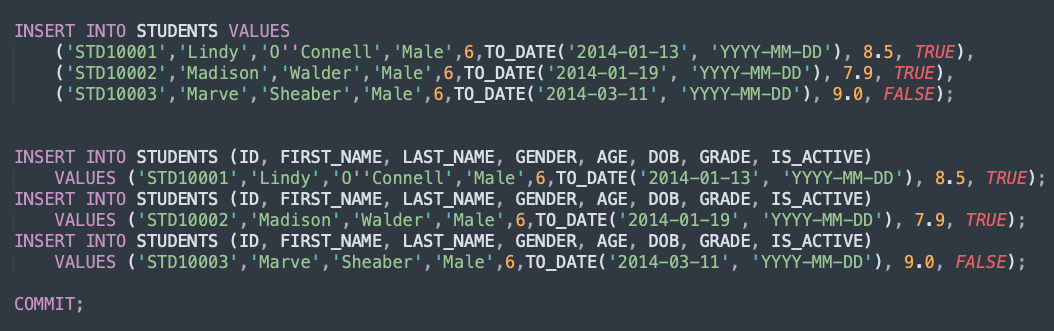 INSERT INTO STUDENTS VALUES
('STD10001','Lindy','O''Connell','Male',6,TO_DATE('2014-01-13', 'YYYY-MM-DD'), 8.5, TRUE),
('STD10002','Madison','Walder','Male',6,TO_DATE('2014-01-19', 'YYYY-MM-DD'), 7.9, TRUE),
('STD10003','Marve','Sheaber','Male',6,TO_DATE('2014-03-11', 'YYYY-MM-DD'), 9.0, FALSE);
INSERT INTO STUDENTS (ID, FIRST_NAME, LAST_NAME, GENDER, AGE, DOB, GRADE, IS_ACTIVE)
VALUES ('STD10001','Lindy','O''Connell','Male',6,TO_DATE('2014-01-13', 'YYYY-MM-DD'), 8.5, TRUE);
INSERT INTO STUDENTS (ID, FIRST_NAME, LAST_NAME, GENDER, AGE, DOB, GRADE, IS_ACTIVE)
VALUES ('STD10002','Madison','Walder','Male',6,TO_DATE('2014-01-19', 'YYYY-MM-DD'), 7.9, TRUE);
INSERT INTO STUDENTS (ID, FIRST_NAME, LAST_NAME, GENDER, AGE, DOB, GRADE, IS_ACTIVE)
VALUES ('STD10003','Marve','Sheaber','Male',6,TO_DATE('2014-03-11', 'YYYY-MM-DD'), 9.0, FALSE);
COMMIT;